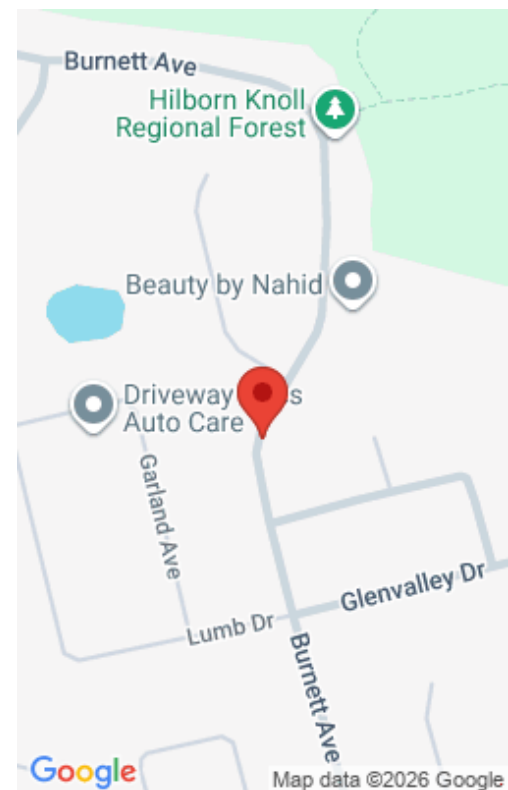 Burnett Ave
Hilborn Knoll
Regional Forest
Beauty by Nahid
Driveway
Auto Care
Garland Ave
Glenvalley Dr
Lumb Dr
Burnett Ave
Google
Map data ©2026 Google